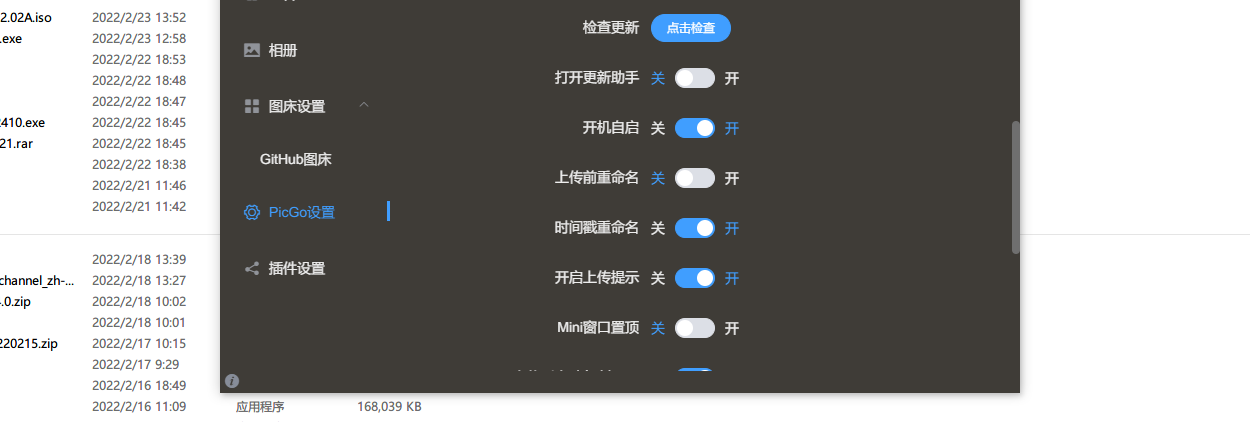 2.02A.iso 2022/2/23 13:52
.exe 2022/2/23 12:58
2022/2/22 18:53
2022/2/22 18:48
2022/2/22 18:47
2410.exe 2022/2/22 18:45
21.rar 2022/2/22 18:45
2022/2/22 18:38
2022/2/21 11:46
2022/2/21 11:42
2022/2/18 13:39
channel_zh-... 2022/2/18 13:27
.0.zip 2022/2/18 10:02
2022/2/18 10:01
220215.zip 2022/2/17 10:15
2022/2/17 9:29
2022/2/16 18:49
2022/2/16 11:09 应用程序 168,039 KB
相册
图床设置
GitHub图床
PicGo设置
插件设置
检查更新 点击检查
打开更新助手 关 开
开机自启 关 开
上传前重命名 关 开
时间戳重命名 关 开
开启上传提示 关 开
Mini窗口置顶 关 开